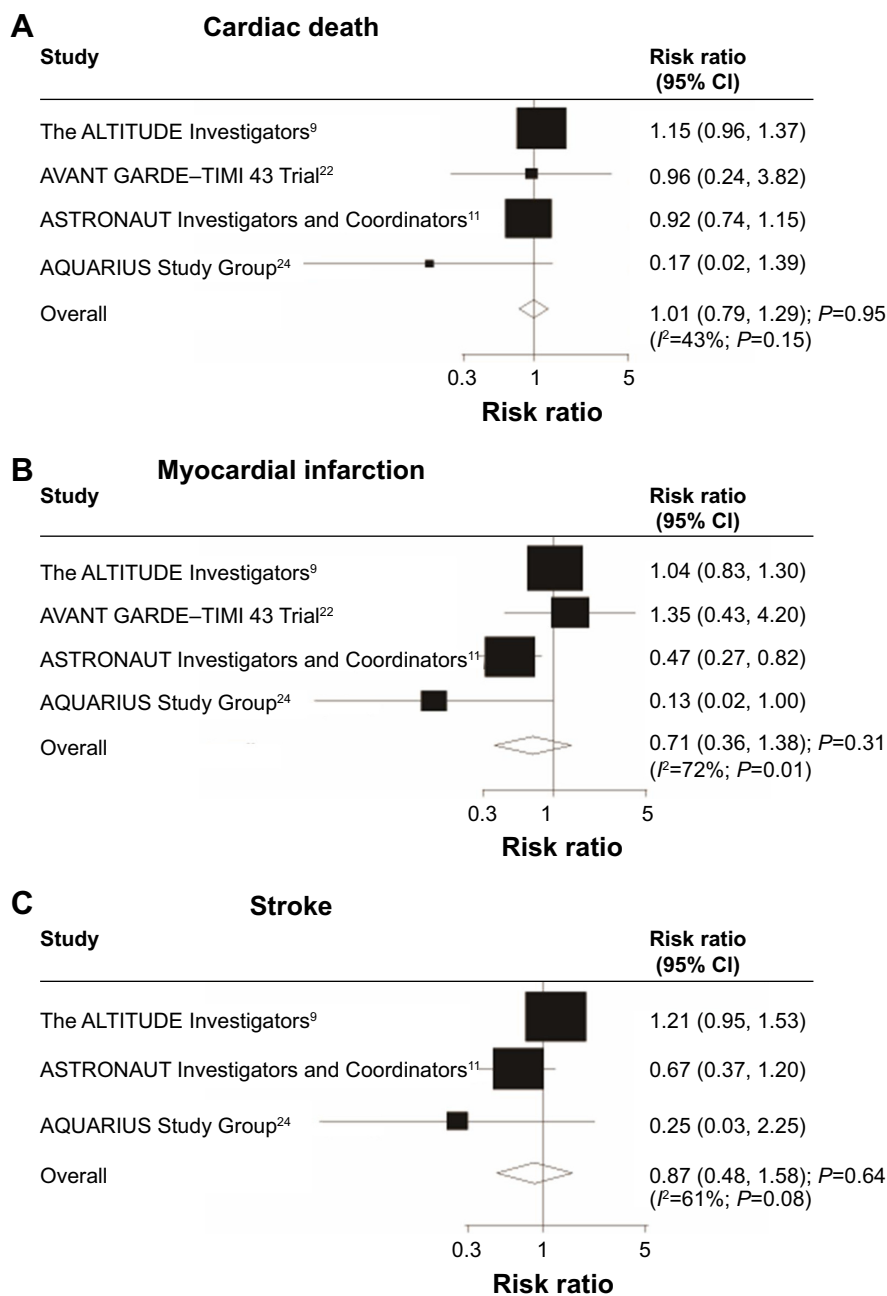 A Cardiac death
Study Risk ratio
(95% CI)
The ALTITUDE Investigators⁹ 1.15 (0.96, 1.37)
AVANT GARDE–TIMI 43 Trial²² 0.96 (0.24, 3.82)
ASTRONAUT Investigators and Coordinators¹¹ 0.92 (0.74, 1.15)
AQUARIUS Study Group²⁴ 0.17 (0.02, 1.39)
Overall 1.01 (0.79, 1.29); P=0.95
(I²=43%; P=0.15)
0.3 1 5
Risk ratio
B Myocardial infarction
Study Risk ratio
(95% CI)
The ALTITUDE Investigators⁹ 1.04 (0.83, 1.30)
AVANT GARDE–TIMI 43 Trial²² 1.35 (0.43, 4.20)
ASTRONAUT Investigators and Coordinators¹¹ 0.47 (0.27, 0.82)
AQUARIUS Study Group²⁴ 0.13 (0.02, 1.00)
Overall 0.71 (0.36, 1.38); P=0.31
(I²=72%; P=0.01)
0.3 1 5
Risk ratio
C Stroke
Study Risk ratio
(95% CI)
The ALTITUDE Investigators⁹ 1.21 (0.95, 1.53)
ASTRONAUT Investigators and Coordinators¹¹ 0.67 (0.37, 1.20)
AQUARIUS Study Group²⁴ 0.25 (0.03, 2.25)
Overall 0.87 (0.48, 1.58); P=0.64
(I²=61%; P=0.08)
0.3 1 5
Risk ratio